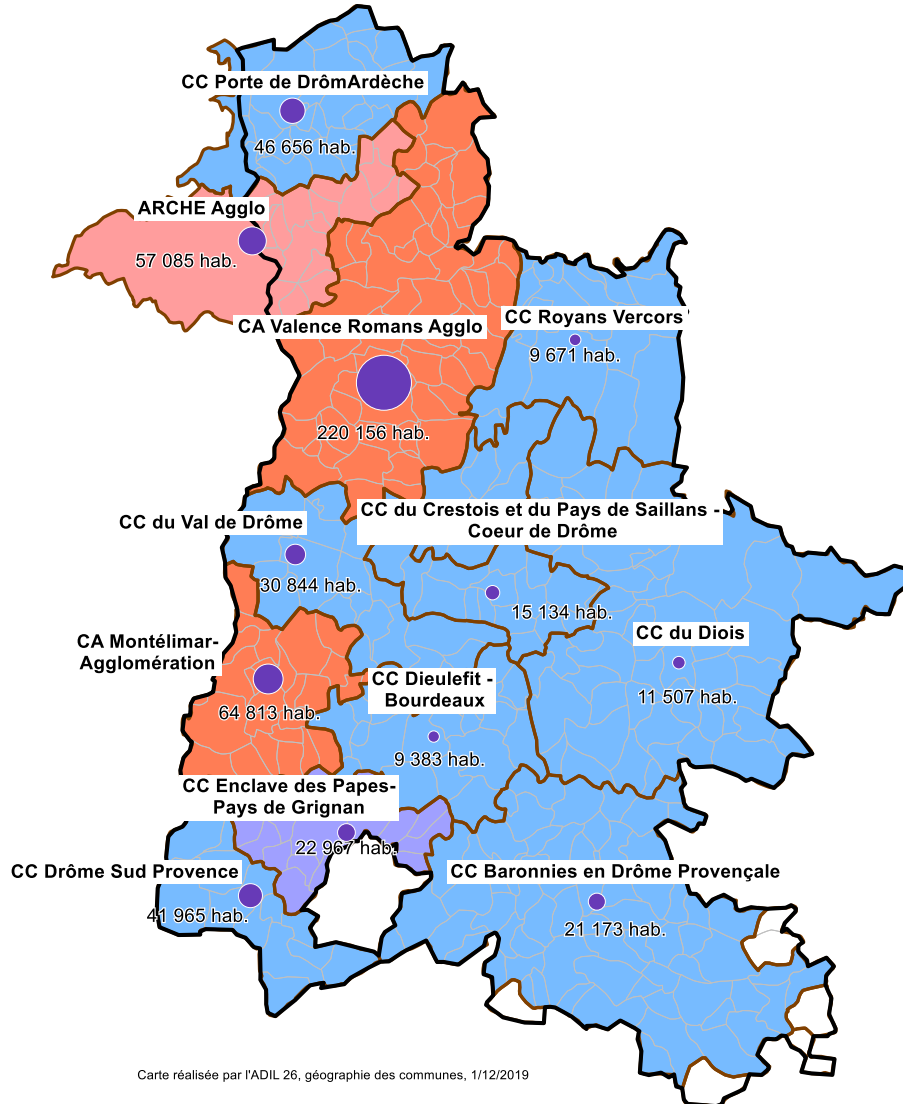 CC Porte de DrômArdèche
46 656 hab.
ARCHE Agglo
57 085 hab.
CA Valence Romans Agglo
220 156 hab.
CC Royans Vercors
9 671 hab.
CC du Val de Drôme
30 844 hab.
CC du Crestois et du Pays de Saillans -
Coeur de Drôme
15 134 hab.
CC du Diois
11 507 hab.
CA Montélimar-
Agglomération
64 813 hab.
CC Dieulefit -
Bourdeaux
9 383 hab.
CC Enclave des Papes-
Pays de Grignan
22 967 hab.
CC Drôme Sud Provence
41 965 hab.
CC Baronnies en Drôme Provençale
21 173 hab.
Carte réalisée par l'ADIL 26, géographie des communes, 1/12/2019